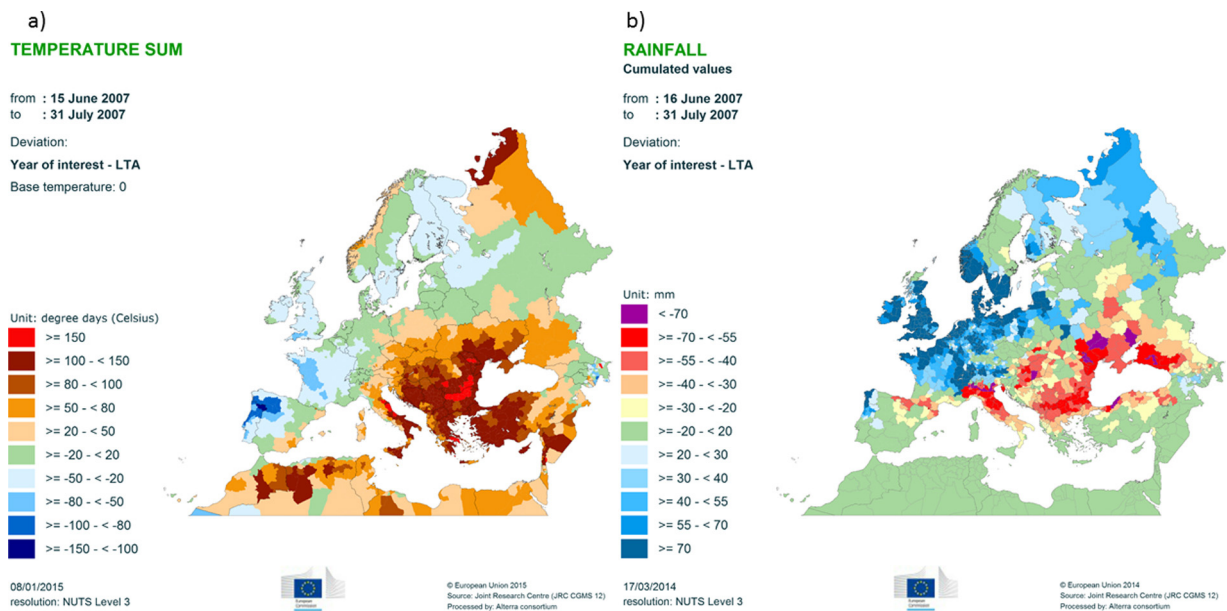 a)
TEMPERATURE SUM
from : 15 June 2007
to : 31 July 2007
Deviation:
Year of interest - LTA
Base temperature: 0
Unit: degree days (Celsius)
>= 150
>= 100 - < 150
>= 80 - < 100
>= 50 - < 80
>= 20 - < 50
>= -20 - < 20
>= -50 - < -20
>= -80 - < -50
>= -100 - < -80
>= -150 - < -100
08/01/2015
resolution: NUTS Level 3
European
Commission
© European Union 2015
Source: Joint Research Centre (JRC CGMS 12)
Processed by: Alterra consortium
b)
RAINFALL
Cumulated values
from : 16 June 2007
to : 31 July 2007
Deviation:
Year of interest - LTA
Unit: mm
< -70
>= -70 - < -55
>= -55 - < -40
>= -40 - < -30
>= -30 - < -20
>= -20 - < 20
>= 20 - < 30
>= 30 - < 40
>= 40 - < 55
>= 55 - < 70
>= 70
17/03/2014
resolution: NUTS Level 3
European
Commission
© European Union 2014
Source: Joint Research Centre (JRC CGMS 12)
Processed by: Alterra consortium